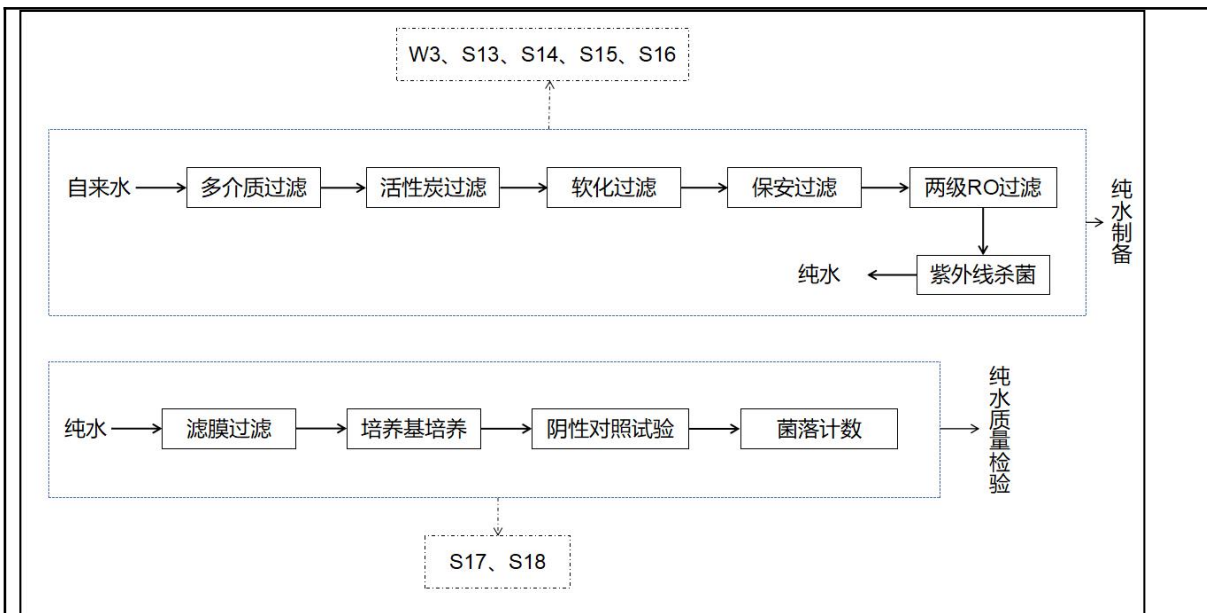 W3、S13、S14、S15、S16
自来水
多介质过滤
活性炭过滤
软化过滤
保安过滤
两级RO过滤
纯水制备
纯水
紫外线杀菌
纯水
滤膜过滤
培养基培养
阴性对照试验
菌落计数
纯水质量检验
S17、S18